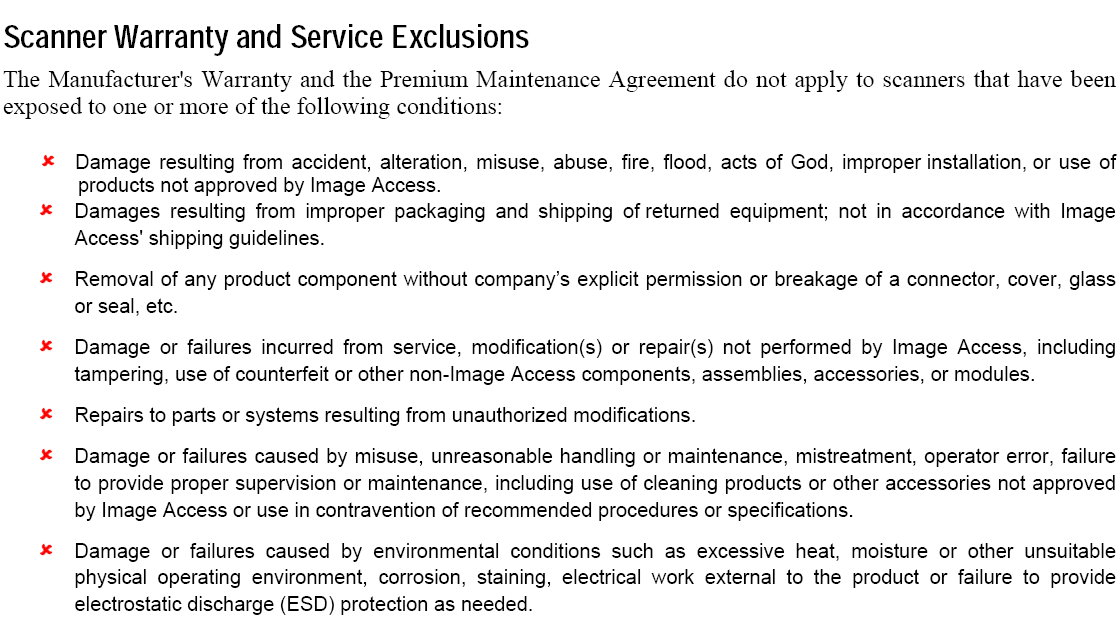 Scanner Warranty and Service Exclusions
The Manufacturer's Warranty and the Premium Maintenance Agreement do not apply to scanners that have been
exposed to one or more of the following conditions:
Damage resulting from accident, alteration, misuse, abuse, fire, flood, acts of God, improper installation, or use of
products not approved by Image Access.
Damages resulting from improper packaging and shipping of returned equipment; not in accordance with Image
Access' shipping guidelines.
Removal of any product component without company’s explicit permission or breakage of a connector, cover, glass
or seal, etc.
Damage or failures incurred from service, modification(s) or repair(s) not performed by Image Access, including
tampering, use of counterfeit or other non-Image Access components, assemblies, accessories, or modules.
Repairs to parts or systems resulting from unauthorized modifications.
Damage or failures caused by misuse, unreasonable handling or maintenance, mistreatment, operator error, failure
to provide proper supervision or maintenance, including use of cleaning products or other accessories not approved
by Image Access or use in contravention of recommended procedures or specifications.
Damage or failures caused by environmental conditions such as excessive heat, moisture or other unsuitable
physical operating environment, corrosion, staining, electrical work external to the product or failure to provide
electrostatic discharge (ESD) protection as needed.